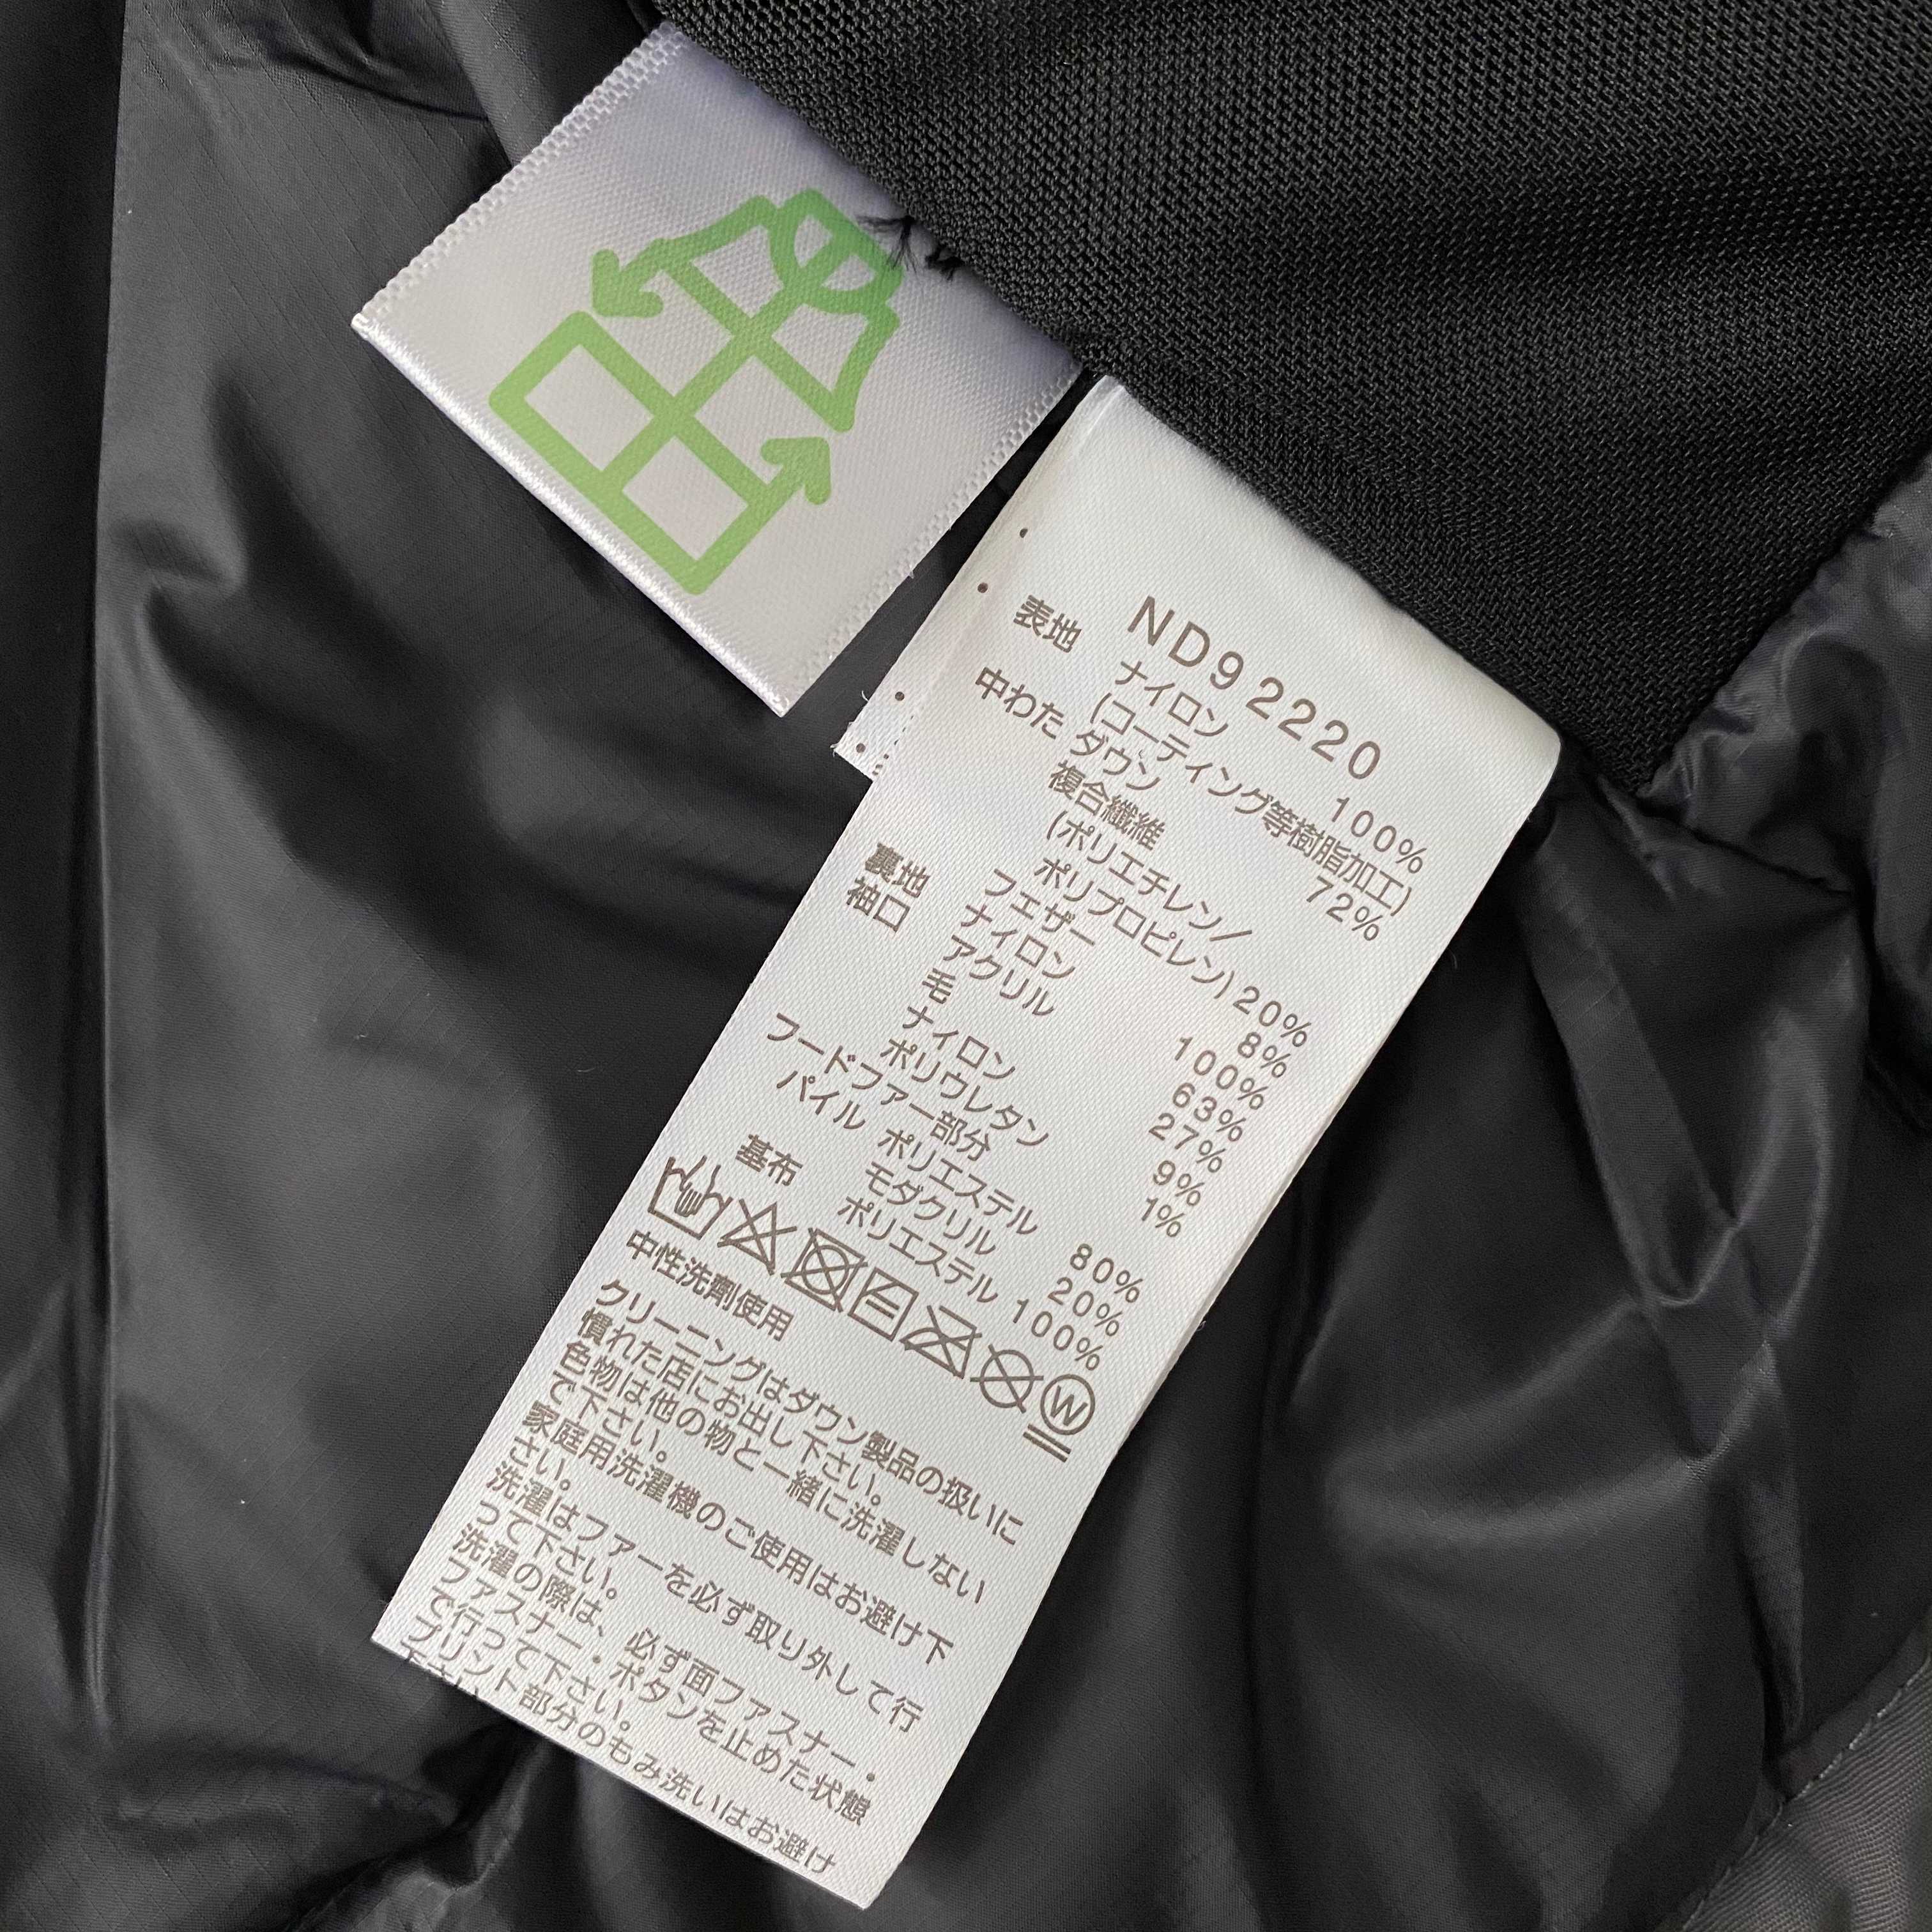 ND92220
表地 ナイロン 100%
(コーティング等樹脂加工)
中わた ダウン 72%
複合繊維
(ポリエチレン/
ポリプロピレン) 20%
フェザー 8%
裏地 ナイロン 100%
袖口 アクリル 63%
毛 27%
ナイロン 9%
ポリウレタン 1%
フードファー部分
パイル ポリエステル 80%
モダクリル 20%
基布 ポリエステル 100%
W
中性洗剤使用
クリーニングはダウン製品の扱いに
慣れた店にお出し下さい。
色物は他の物と一緒に洗濯しない
で下さい。
家庭用洗濯機のご使用はお避け下
さい。
洗濯はファーを必ず取り外して行
って下さい。
洗濯の際は、必ず面ファスナー・
ファスナー・ボタンを止めた状態
で行って下さい。
プリント部分のもみ洗いはお避け